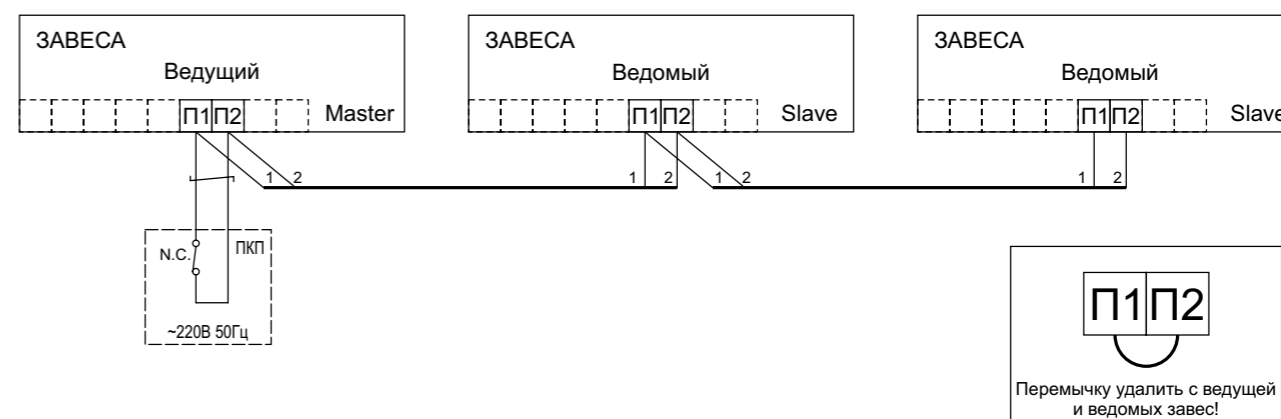 ЗАВЕСА
Ведущий
П1 П2
Master
ЗАВЕСА
Ведомый
П1 П2
Slave
ЗАВЕСА
Ведомый
П1 П2
Slave
1 2
1 2
1 2
1 2
N.C.
ПКП
~220В 50Гц
П1 П2
Перемычку удалить с ведущей
и ведомых завес!